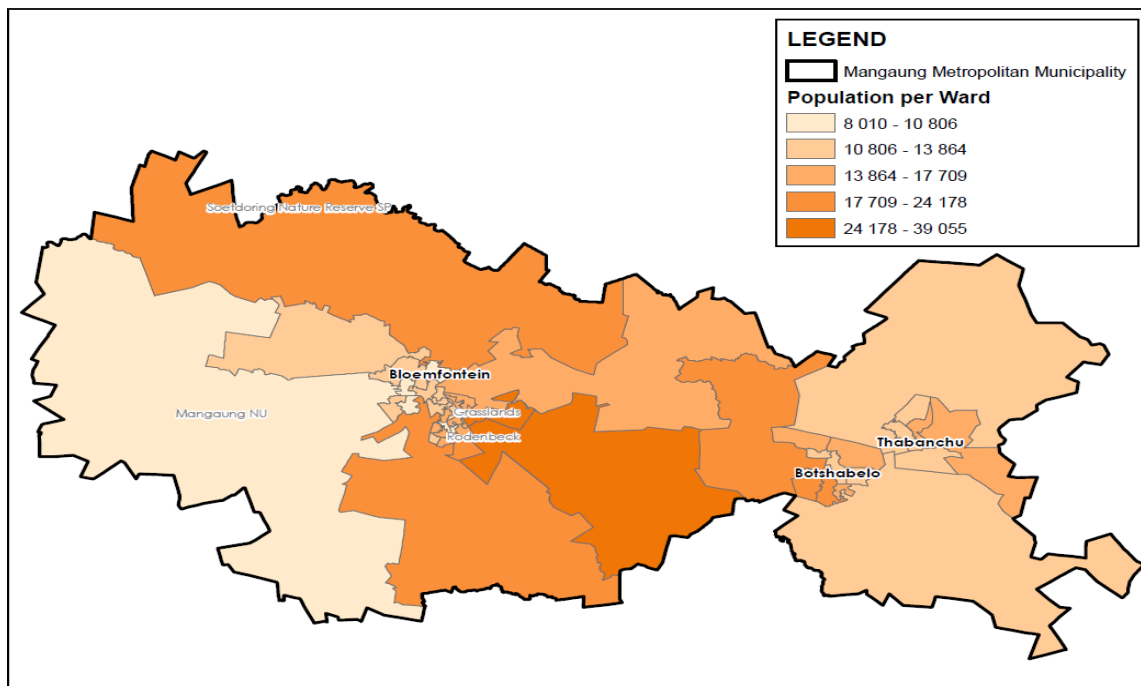 LEGEND
Mangaung Metropolitan Municipality
Population per Ward
8 010 - 10 806
10 806 - 13 864
13 864 - 17 709
17 709 - 24 178
24 178 - 39 055
Soetdoring Nature Reserve SP
Bloemfontein
Mangaung NU
Grasslands
Rodenbeck
Thabanchu
Botshabelo